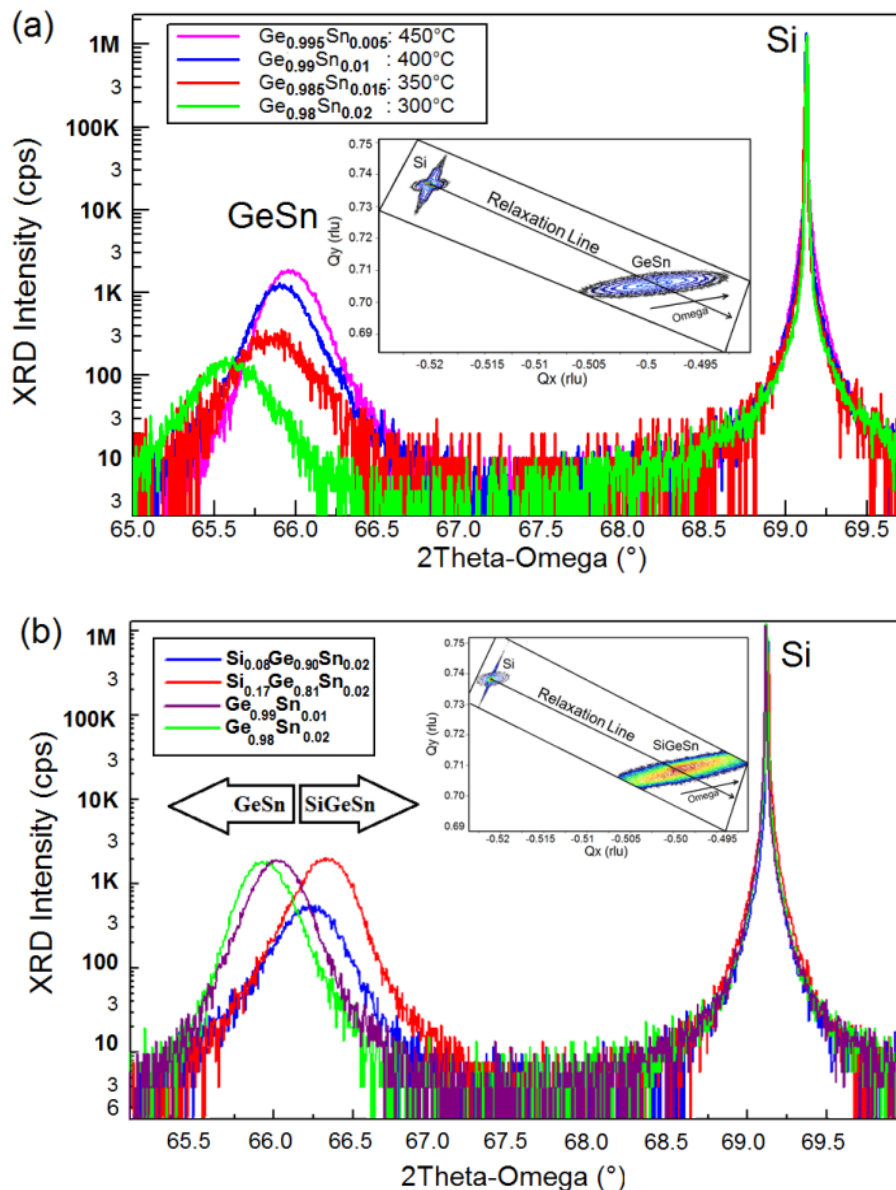 (a)
Ge0.995Sn0.005: 450°C
Ge0.99Sn0.01 : 400°C
Ge0.985Sn0.015: 350°C
Ge0.98Sn0.02 : 300°C
Si
GeSn
XRD Intensity (cps)
1M
3
100K
3
10K
3
1K
3
100
3
10
3
0.75
0.74
0.73
0.72
0.71
0.70
0.69
Qy (rlu)
Si
Relaxation Line
GeSn
Omega
-0.52
-0.515
-0.51
-0.505
-0.5
-0.495
Qx (rlu)
65.0
65.5
66.0
66.5
67.0
67.5
68.0
68.5
69.0
69.5
2Theta-Omega (°)
(b)
Si0.08Ge0.90Sn0.02
Si0.17Ge0.81Sn0.02
Ge0.99Sn0.01
Ge0.98Sn0.02
Si
GeSn
SiGeSn
XRD Intensity (cps)
1M
3
100K
3
10K
3
1K
3
100
3
10
3
6
0.75
0.74
0.73
0.72
0.71
0.70
0.69
Qy (rlu)
Si
Relaxation Line
SiGeSn
Omega
-0.52
-0.515
-0.51
-0.505
-0.50
-0.495
Qx (rlu)
65.5
66.0
66.5
67.0
67.5
68.0
68.5
69.0
69.5
2Theta-Omega (°)